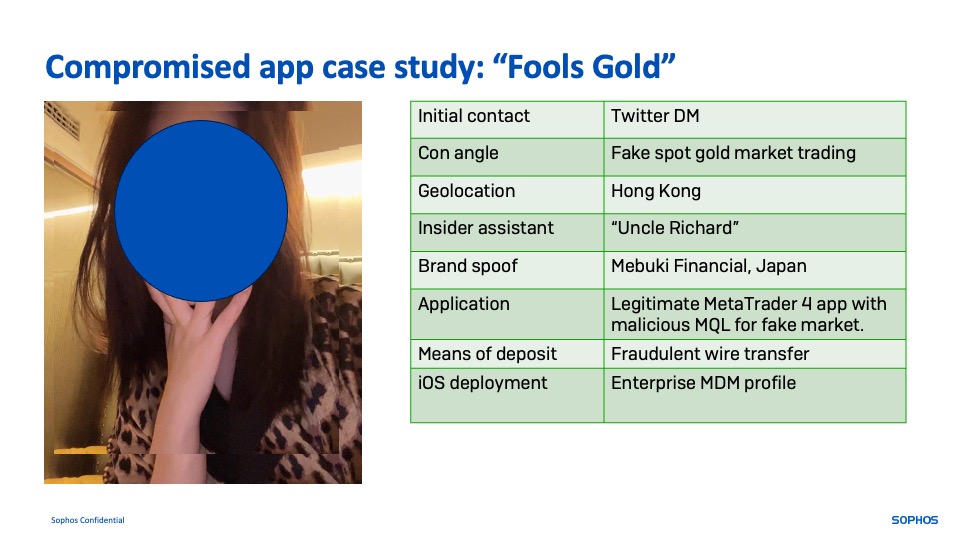 Compromised app case study: “Fools Gold”
Initial contact Twitter DM
Con angle Fake spot gold market trading
Geolocation Hong Kong
Insider assistant “Uncle Richard”
Brand spoof Mebuki Financial, Japan
Application Legitimate MetaTrader 4 app with
malicious MQL for fake market.
Means of deposit Fraudulent wire transfer
iOS deployment Enterprise MDM profile
Sophos Confidential
SOPHOS